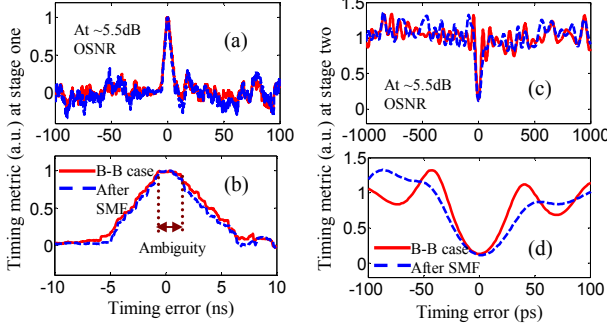 Timing metric (a.u.) at stage one
1
0.5
0
At ~5.5dB
OSNR
(a)
-100
-50
0
50
100
1
0.5
0
B-B case
After
SMF
(b)
Ambiguity
-10
-5
0
5
10
Timing error (ns)
Timing metric (a.u.) at stage two
1.5
1
0.5
0
At ~5.5dB
OSNR
(c)
-1000
-500
0
500
1000
1.5
1
0.5
0
B-B case
After SMF
(d)
-100
-50
0
50
100
Timing error (ps)